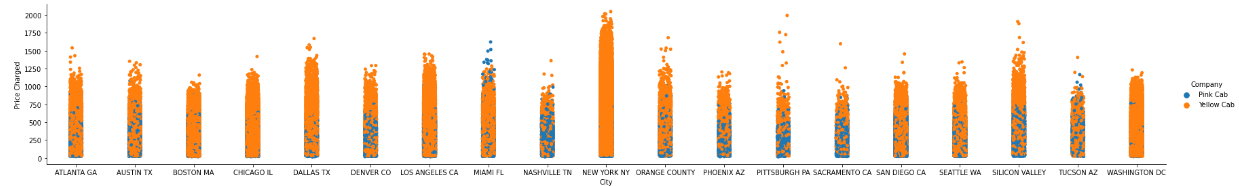 2000
1750
1500
1250
1000
750
500
250
0
Price Charged
ATLANTA GA AUSTIN TX BOSTON MA CHICAGO IL DALLAS TX DENVER CO LOS ANGELES CA MIAMI FL NASHVILLE TN NEW YORK NY ORANGE COUNTY PHOENIX AZ PITTSBURGH PA SACRAMENTO CA SAN DIEGO CA SEATTLE WA SILICON VALLEY TUCSON AZ WASHINGTON DC
City
Company
Pink Cab
Yellow Cab